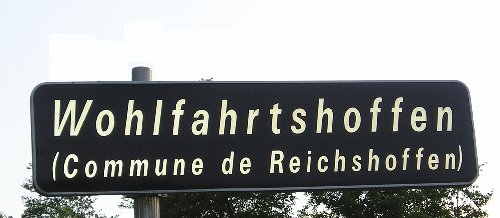 Wohlfahrtshoffen
(Commune de Reichshoffen)